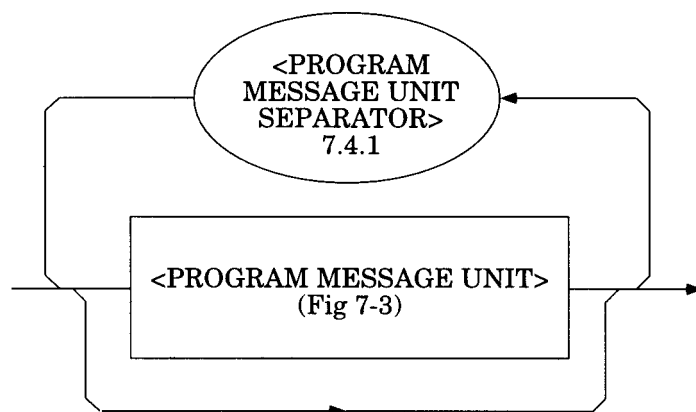 <PROGRAM
MESSAGE UNIT
SEPARATOR>
7.4.1
<PROGRAM MESSAGE UNIT>
(Fig 7-3)